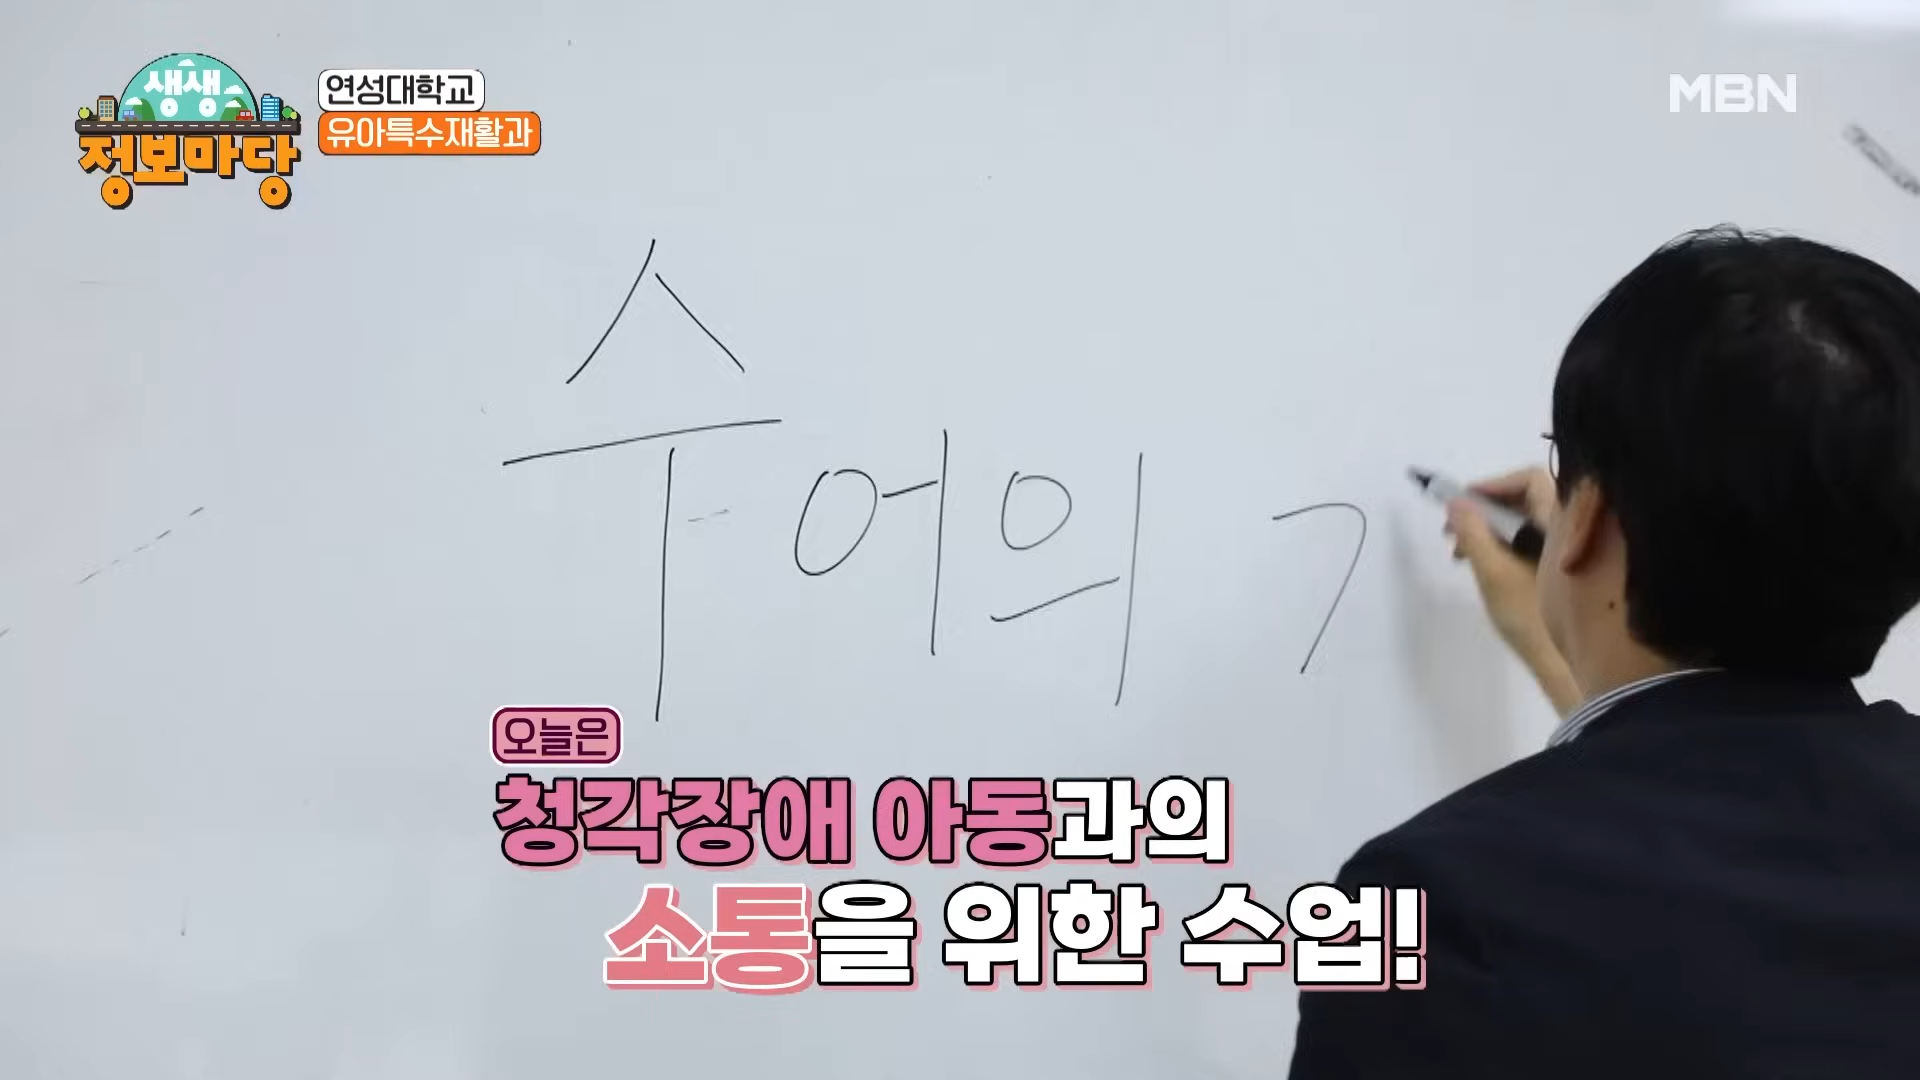 생생
정보마당
연성대학교
유아특수재활과
MBN
수어의 ㄱ
오늘은
청각장애 아동과의
소통을 위한 수업!